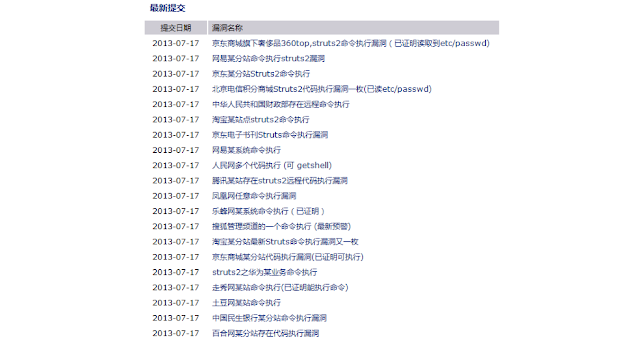 最新提交
提交日期 漏洞名称
2013-07-17 京东商城旗下奢侈品360top,struts2命令执行漏洞（已证明读取到etc/passwd)
2013-07-17 网易某分站命令执行struts2漏洞
2013-07-17 京东某分站Struts2命令执行
2013-07-17 北京电信积分商城Struts2代码执行漏洞一枚(已读etc/passwd)
2013-07-17 中华人民共和国财政部存在远程命令执行
2013-07-17 淘宝某站点struts2命令执行
2013-07-17 京东电子书刊Struts命令执行漏洞
2013-07-17 网易某系统命令执行
2013-07-17 人民网多个代码执行 (可 getshell)
2013-07-17 腾讯某站存在struts2远程代码执行漏洞
2013-07-17 凤凰网任意命令执行漏洞
2013-07-17 乐蜂网某系统命令执行（已证明）
2013-07-17 搜狐管理频道的一个命令执行 (最新预警)
2013-07-17 淘宝某分站最新Struts命令执行漏洞又一枚
2013-07-17 京东商城某分站代码执行漏洞(已证明可执行)
2013-07-17 struts2之华为某业务命令执行
2013-07-17 走秀网某站命令执行(已证明能执行命令)
2013-07-17 土豆网某站命令执行
2013-07-17 中国民生银行某分站命令执行漏洞
2013-07-17 百合网某分站存在代码执行漏洞